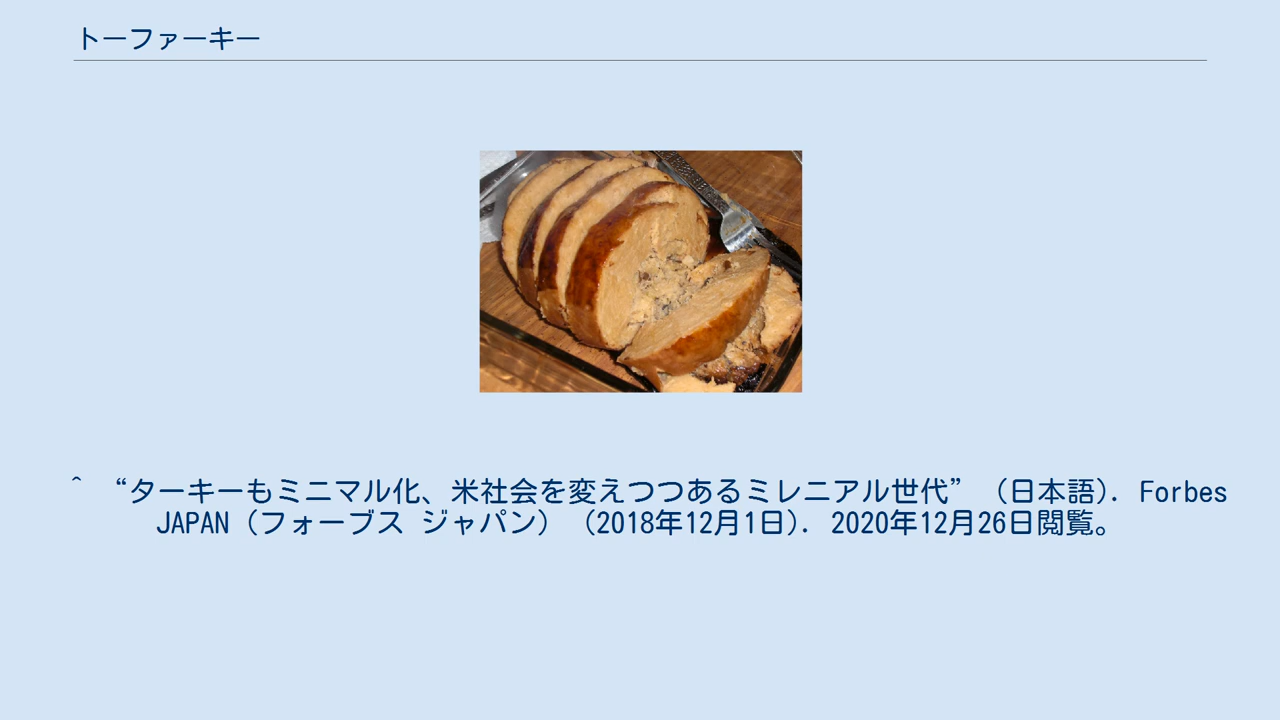 トーファーキー
^ “ターキーもミニマル化、米社会を変えつつあるミレニアル世代” (日本語). Forbes
JAPAN（フォーブス ジャパン） (2018年12月1日). 2020年12月26日閲覧。